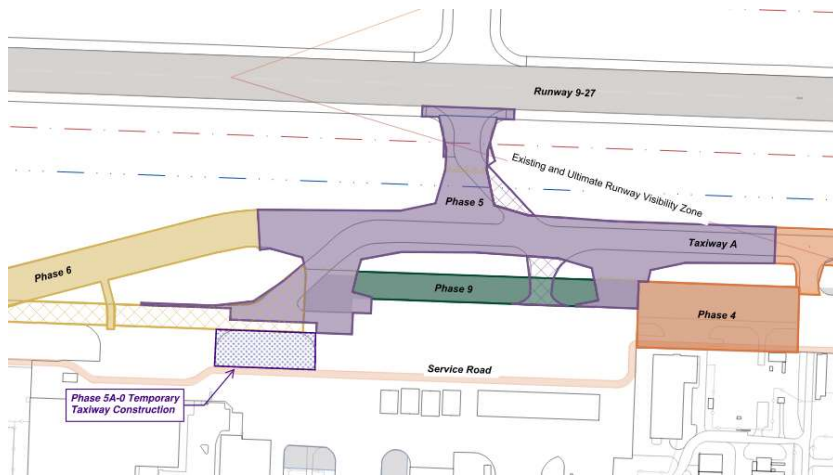 Runway 9-27
Existing and Ultimate Runway Visibility Zone
Phase 5
Taxiway A
Phase 6
Phase 9
Phase 4
Service Road
Phase 5A-0 Temporary
Taxiway Construction